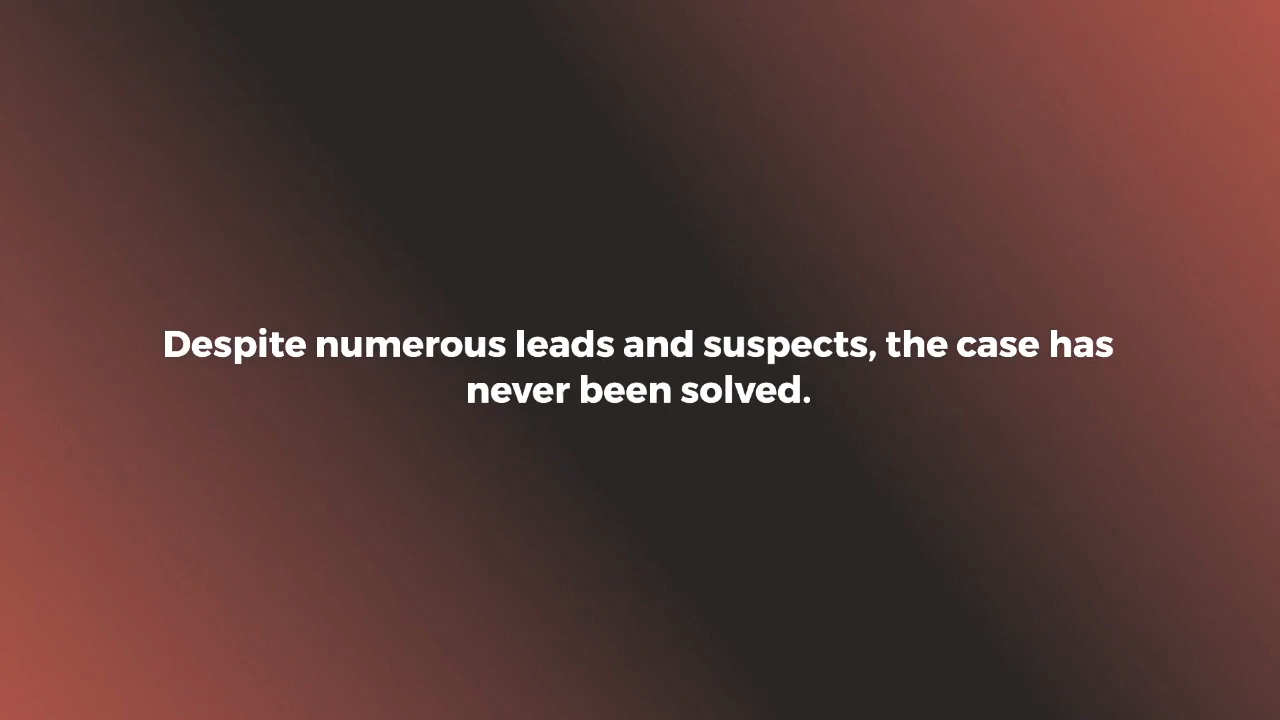 Despite numerous leads and suspects, the case has
never been solved.